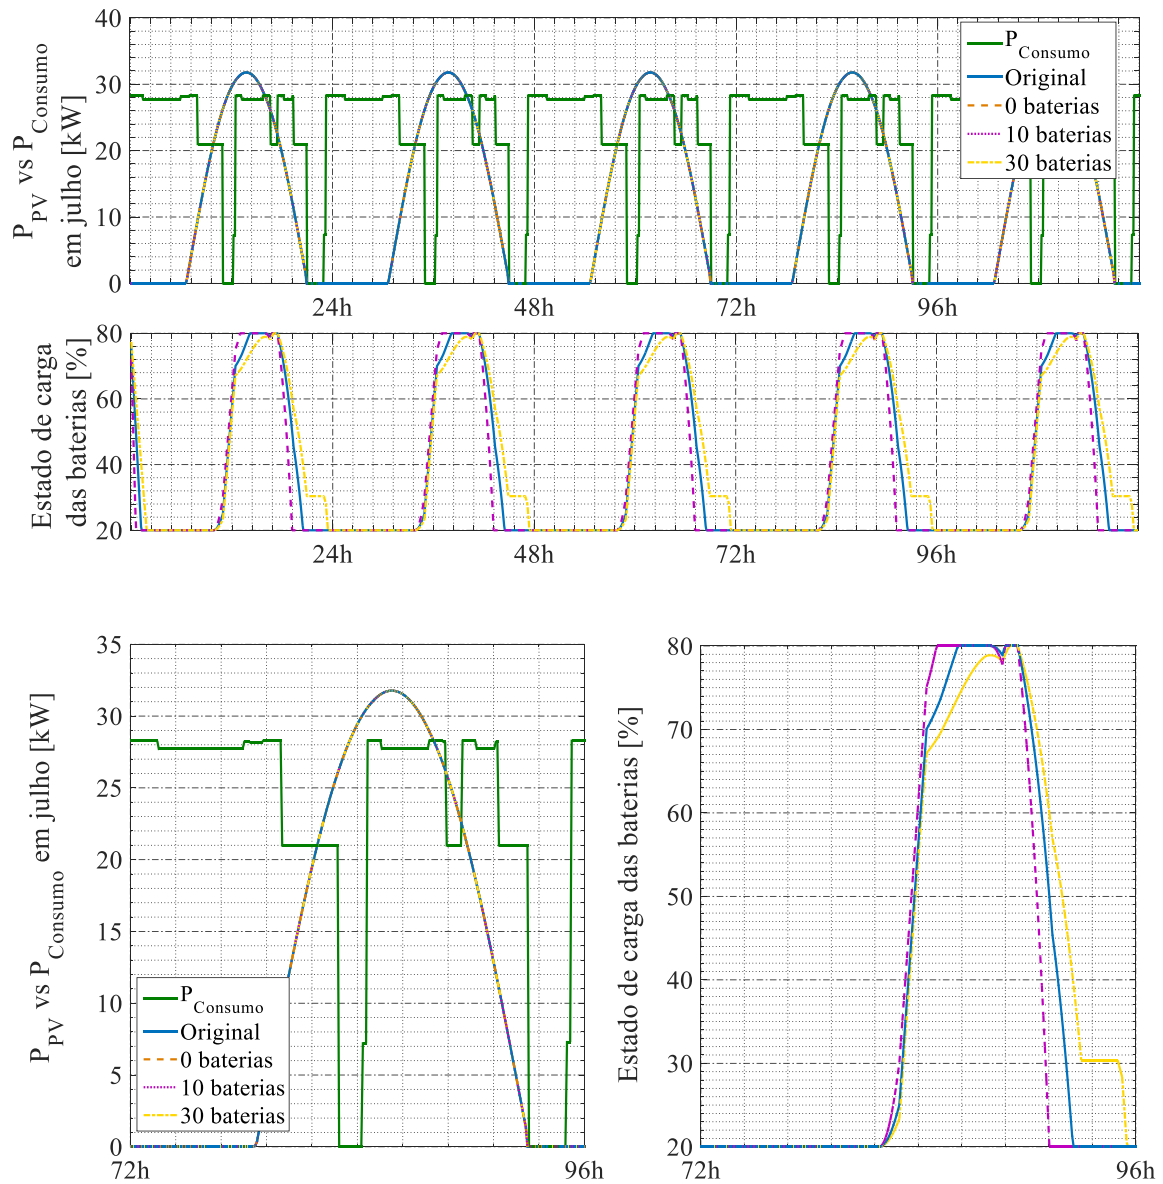 P_PV vs P_Consumo
em julho [kW]
40
30
20
10
0
24h
48h
72h
96h
P_Consumo
Original
0 baterias
10 baterias
30 baterias
Estado de carga
das baterias [%]
80
60
40
20
24h
48h
72h
96h
P_PV vs P_Consumo em julho [kW]
35
30
25
20
15
10
5
0
72h
96h
P_Consumo
Original
0 baterias
10 baterias
30 baterias
Estado de carga das baterias [%]
80
70
60
50
40
30
20
72h
96h